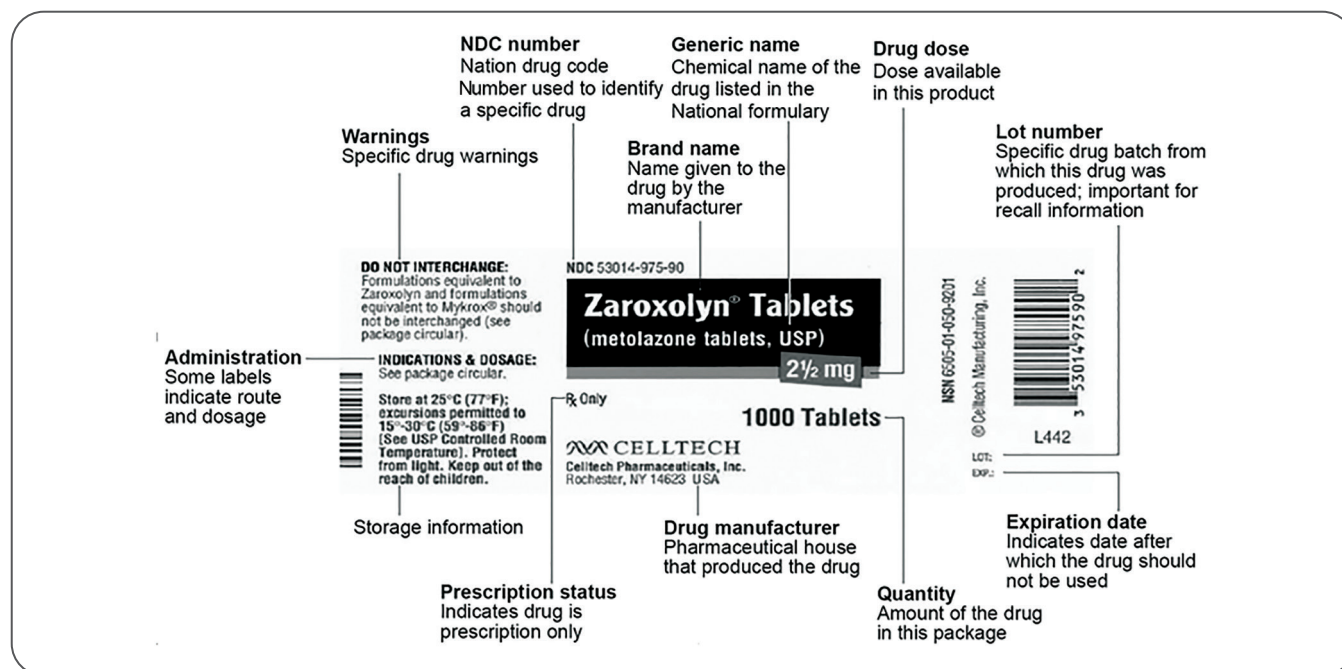 NDC number
Nation drug code
Number used to identify
a specific drug
Generic name
Chemical name of the
drug listed in the
National formulary
Drug dose
Dose available
in this product
Warnings
Specific drug warnings
Brand name
Name given to the
drug by the
manufacturer
Lot number
Specific drug batch from
which this drug was
produced; important for
recall information
DO NOT INTERCHANGE:
Formulations equivalent to
Zaroxolyn and formulations
equivalent to Mykrox® should
not be interchanged (see
package circular).
INDICATIONS & DOSAGE:
See package circular.
Store at 25°C (77°F);
excursions permitted to
15°-30°C (59°-86°F)
[See USP Controlled Room
Temperature]. Protect
from light. Keep out of the
reach of children.
NDC 53014-975-90
Zaroxolyn® Tablets
(metolazone tablets, USP)
2½ mg
℞ Only
1000 Tablets
CELLTECH
Celltech Pharmaceuticals, Inc.
Rochester, NY 14623 USA
NSN 6505-01-050-9201
© Celltech Manufacturing, Inc.
3 53014 97590 2
L442
LOT:
EXP.:
Administration
Some labels
indicate route
and dosage
Storage information
Prescription status
Indicates drug is
prescription only
Drug manufacturer
Pharmaceutical house
that produced the drug
Quantity
Amount of the drug
in this package
Expiration date
Indicates date after
which the drug should
not be used